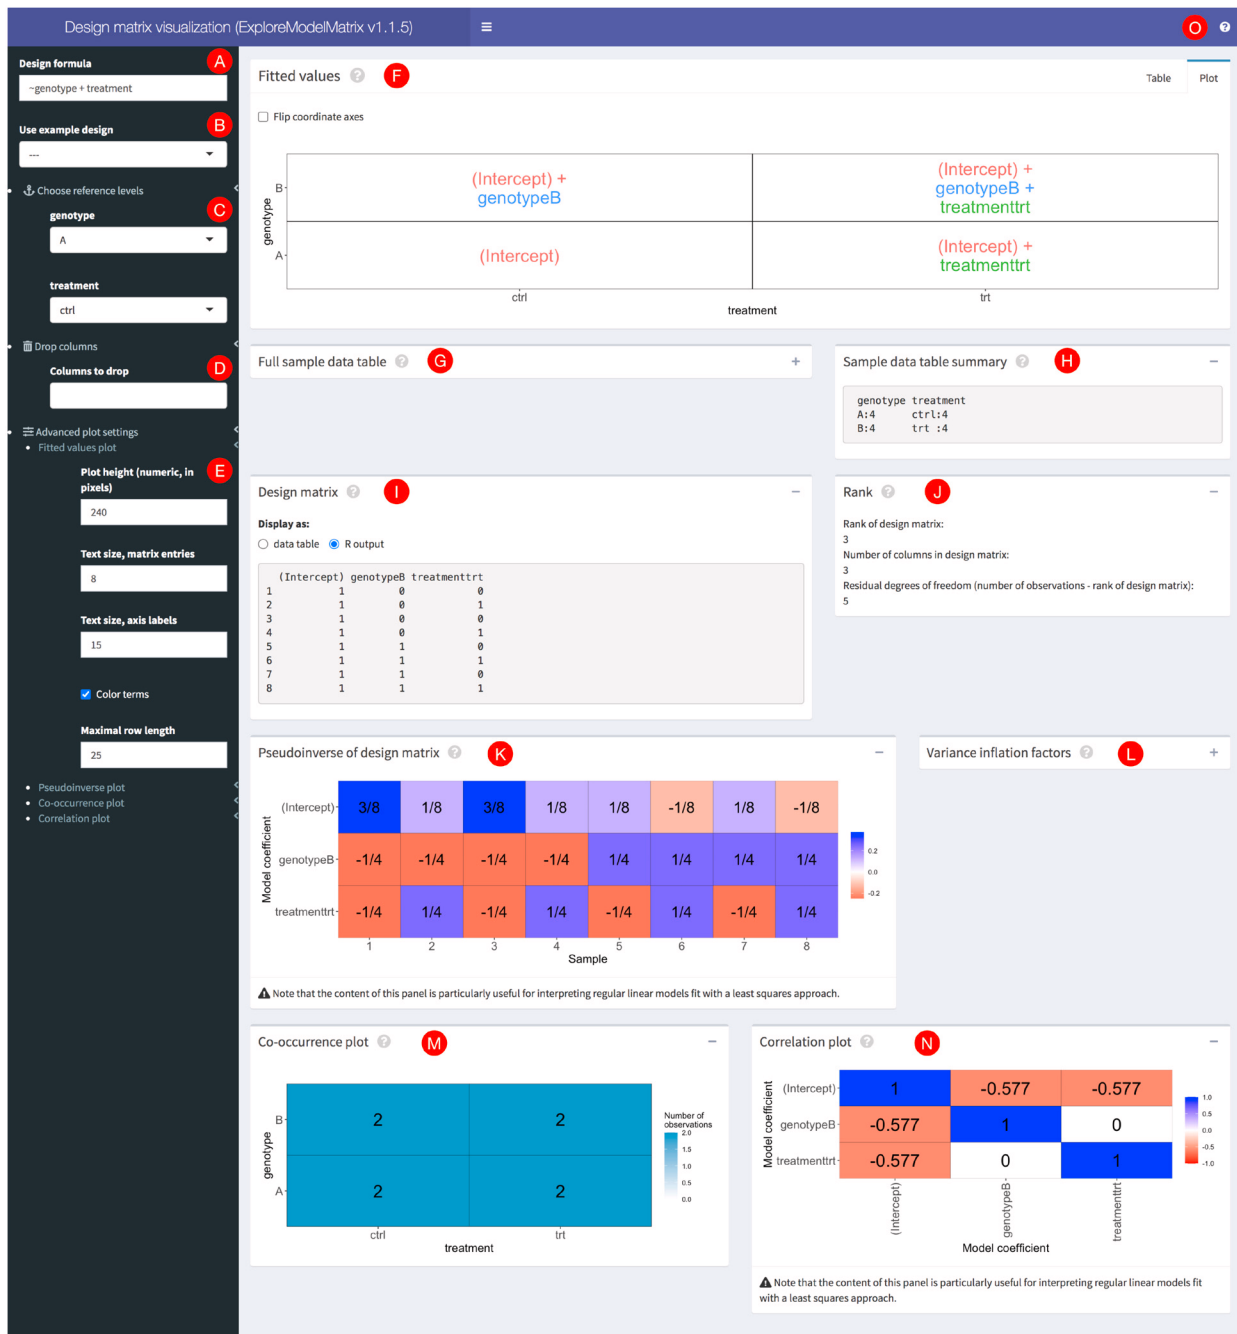 Design matrix visualization (ExploreModelMatrix v1.1.5)
O
Design formula
A
~genotype + treatment
Use example design
B
---
Choose reference levels
genotype
C
A
treatment
ctrl
Drop columns
Columns to drop
D
Advanced plot settings
Fitted values plot
Plot height (numeric, in
pixels)
E
240
Text size, matrix entries
8
Text size, axis labels
15
Color terms
Maximal row length
25
Pseudoinverse plot
Co-occurrence plot
Correlation plot
Fitted values ? F
Table Plot
Flip coordinate axes
(Intercept) +
genotypeB
(Intercept) +
genotypeB +
treatmenttrt
(Intercept)
(Intercept) +
treatmenttrt
genotype
B
A
ctrl trt
treatment
Full sample data table ? G +
Sample data table summary ? H −
genotype treatment
A:4 ctrl:4
B:4 trt :4
Design matrix ? I −
Display as:
data table R output
(Intercept) genotypeB treatmenttrt
1 1 0 0
2 1 0 1
3 1 0 0
4 1 0 1
5 1 1 0
6 1 1 1
7 1 1 0
8 1 1 1
Rank ? J −
Rank of design matrix:
3
Number of columns in design matrix:
3
Residual degrees of freedom (number of observations - rank of design matrix):
5
Pseudoinverse of design matrix ? K −
(Intercept) 3/8 1/8 3/8 1/8 1/8 -1/8 1/8 -1/8
genotypeB -1/4 -1/4 -1/4 -1/4 1/4 1/4 1/4 1/4
treatmenttrt -1/4 1/4 -1/4 1/4 -1/4 1/4 -1/4 1/4
Model coefficient
1 2 3 4 5 6 7 8
Sample
0.2
0.0
-0.2
Note that the content of this panel is particularly useful for interpreting regular linear models fit with a least squares approach.
Variance inflation factors ? L +
Co-occurrence plot ? M −
B 2 2
A 2 2
genotype
ctrl trt
treatment
Number of
observations
2.0
1.5
1.0
0.5
0.0
Correlation plot ? N −
(Intercept) 1 -0.577 -0.577
genotypeB -0.577 1 0
treatmenttrt -0.577 0 1
Model coefficient
(Intercept) genotypeB treatmenttrt
Model coefficient
1.0
0.5
0.0
-0.5
-1.0
Note that the content of this panel is particularly useful for interpreting regular linear models fit
with a least squares approach.